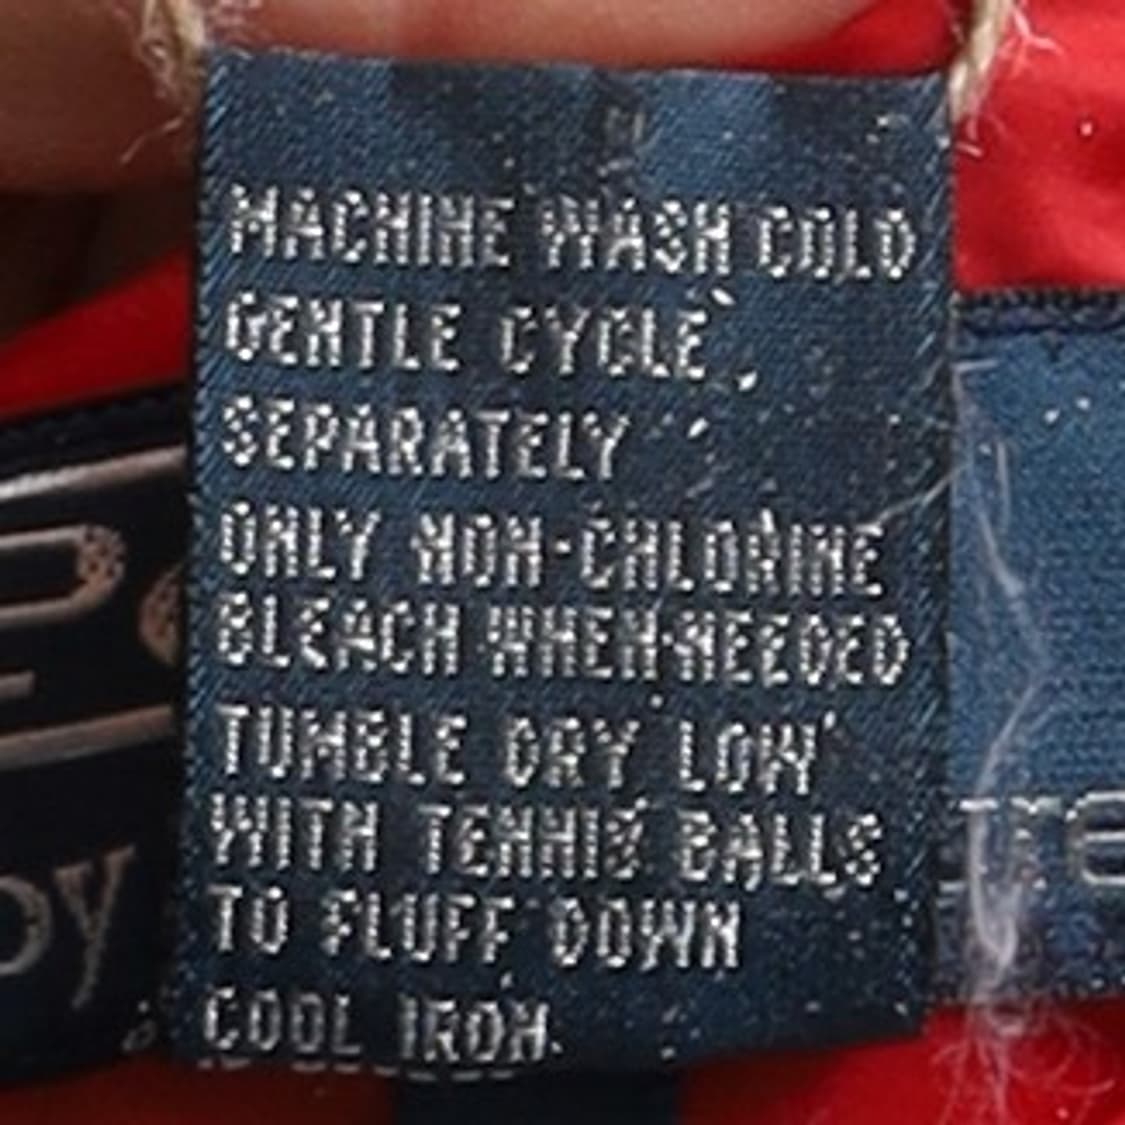 MACHINE WASH COLD
GENTLE CYCLE,
SEPARATELY
ONLY NON-CHLORINE
BLEACH WHEN NEEDED
TUMBLE DRY LOW
WITH TENNIS BALLS
TO FLUFF DOWN
COOL IRON
by